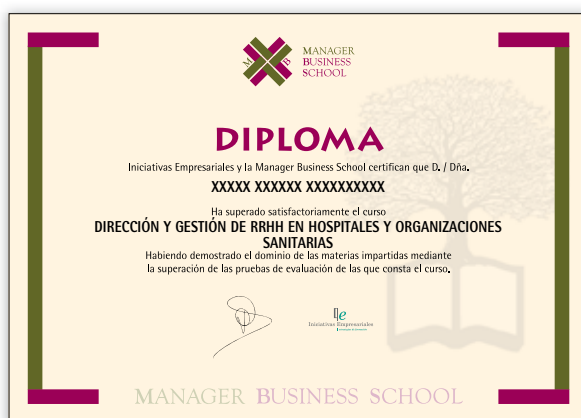 M B
MANAGER
BUSINESS
SCHOOL
DIPLOMA
Iniciativas Empresariales y la Manager Business School certifican que D. / Dña.
XXXXX XXXXXX XXXXXXXXXX
Ha superado satisfactoriamente el curso
DIRECCIÓN Y GESTIÓN DE RRHH EN HOSPITALES Y ORGANIZACIONES
SANITARIAS
Habiendo demostrado el dominio de las materias impartidas mediante
la superación de las pruebas de evaluación de las que consta el curso.
Ie
Iniciativas Empresariales
MANAGER BUSINESS SCHOOL